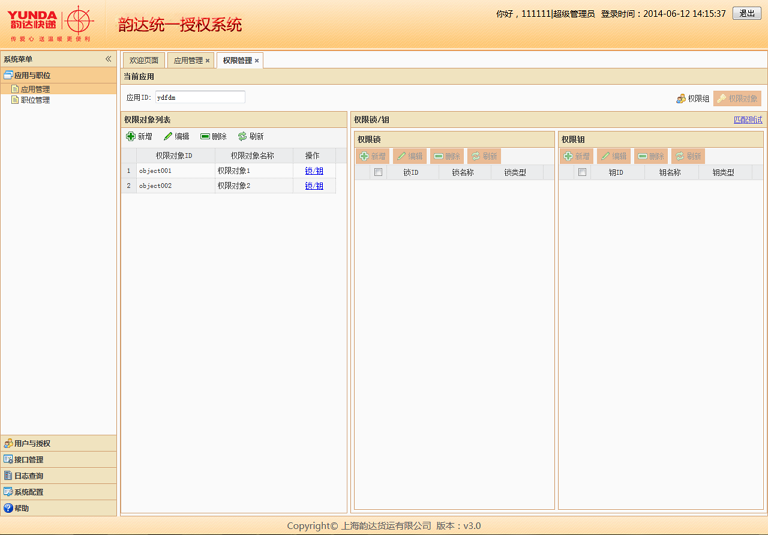 YUNDA
韵达快递
传 爱 心 送 温 暖 更 便 利
韵达统一授权系统
你好，111111|超级管理员 登录时间：2014-06-12 14:15:37 退出
系统菜单
应用与职位
应用管理
职位管理
用户与授权
接口管理
日志查询
系统配置
帮助
欢迎页面 应用管理 权限管理
当前应用
应用ID: ydfdm 权限组 权限对象
权限对象列表
新增 编辑 删除 刷新
权限对象ID 权限对象名称 操作
1 object001 权限对象1 锁/钥
2 object002 权限对象2 锁/钥
权限锁/钥 匹配测试
权限锁
新增 编辑 删除 刷新
锁ID 锁名称 锁类型
权限钥
新增 编辑 删除 刷新
钥ID 钥名称 钥类型
Copyright© 上海韵达货运有限公司 版本：v3.0